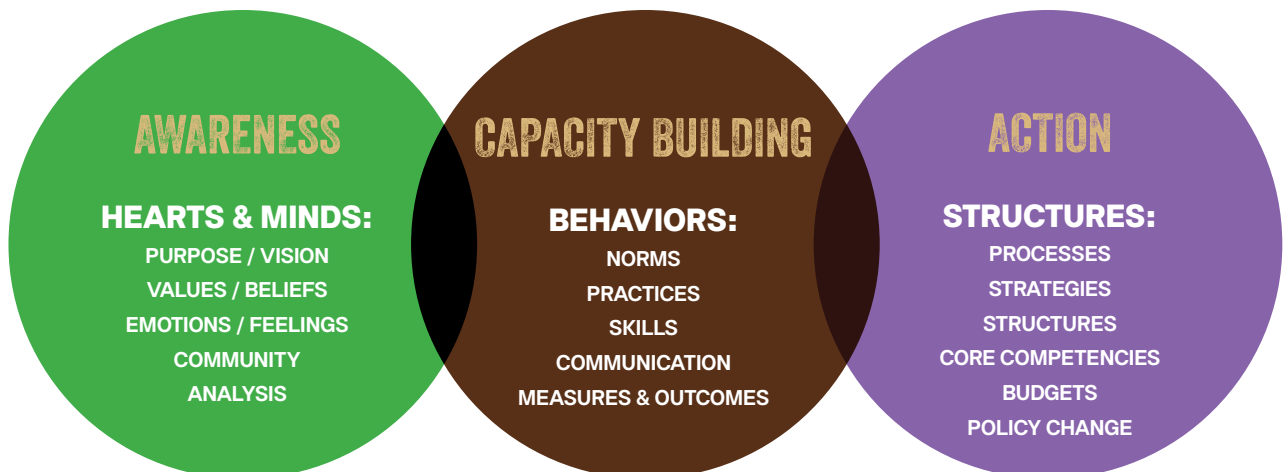 AWARENESS
HEARTS & MINDS:
PURPOSE / VISION
VALUES / BELIEFS
EMOTIONS / FEELINGS
COMMUNITY
ANALYSIS
CAPACITY BUILDING
BEHAVIORS:
NORMS
PRACTICES
SKILLS
COMMUNICATION
MEASURES & OUTCOMES
ACTION
STRUCTURES:
PROCESSES
STRATEGIES
STRUCTURES
CORE COMPETENCIES
BUDGETS
POLICY CHANGE